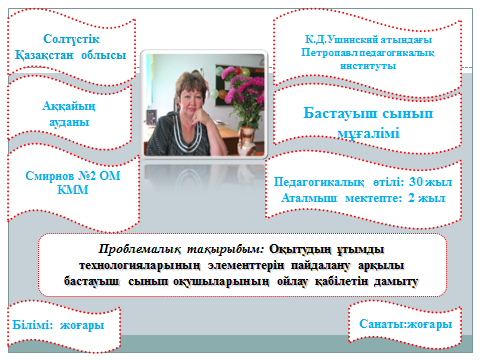 Солтүстік
Қазақстан облысы
К.Д.Ушинский атындағы
Петропавл педагогикалық
институты
Аққайың
ауданы
Бастауыш сынып
мұғалімі
Смирнов №2 ОМ
КММ
Педагогикалық өтілі: 30 жыл
Аталмыш мектепте: 2 жыл
Проблемалық тақырыбым: Оқытудың ұтымды
технологияларының элементтерін пайдалану арқылы
бастауыш сынып оқушыларының ойлау қабілетін дамыту
Білімі: жоғары
Санаты:жоғары